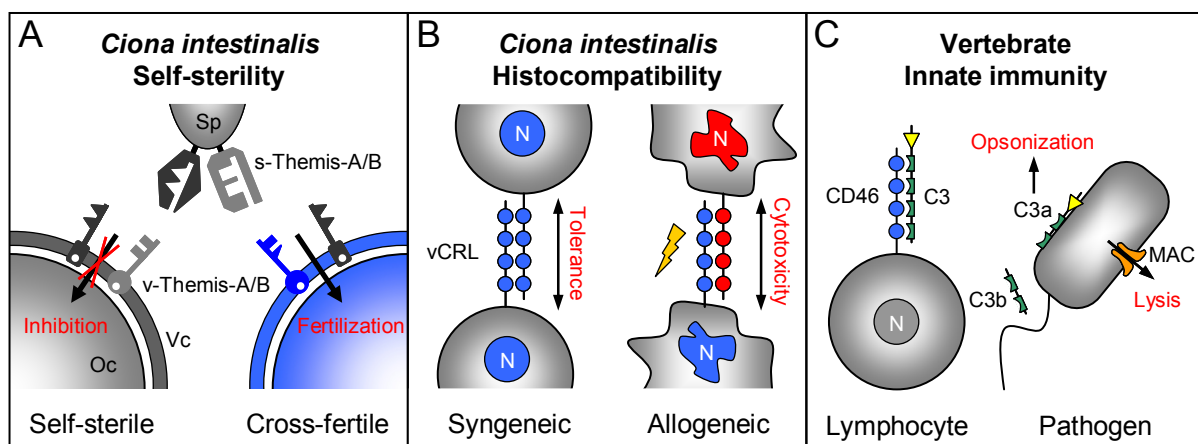 A
Ciona intestinalis
Self-sterility
Sp
s-Themis-A/B
v-Themis-A/B
Inhibition
Fertilization
Vc
Oc
Self-sterile
Cross-fertile
B
Ciona intestinalis
Histocompatibility
N
N
vCRL
Tolerance
Cytotoxicity
N
N
Syngeneic
Allogeneic
C
Vertebrate
Innate immunity
Opsonization
CD46
C3
C3a
MAC
C3b
Lysis
N
Lymphocyte
Pathogen